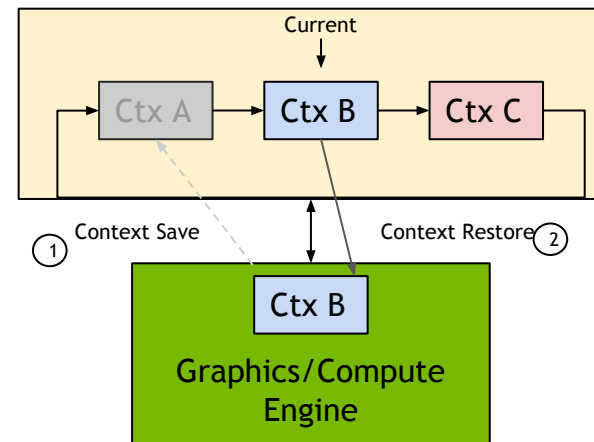 Current
Ctx A
Ctx B
Ctx C
1
Context Save
Context Restore
2
Ctx B
Graphics/Compute
Engine